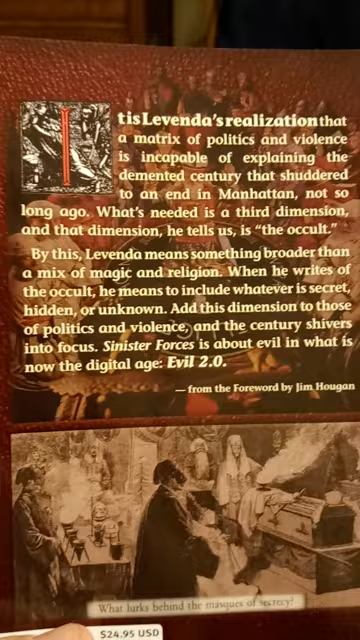 It is Levenda's realization that
a matrix of politics and violence
is incapable of explaining the
demented century that shuddered
to an end in Manhattan, not so
long ago. What's needed is a third dimension,
and that dimension, he tells us, is "the occult."
By this, Levenda means something broader than
a mix of magic and religion. When he writes of
the occult, he means to include whatever is secret,
hidden, or unknown. Add this dimension to those
of politics and violence, and the century shivers
into focus. Sinister Forces is about evil in what is
now the digital age: Evil 2.0.
— from the Foreword by Jim Hougan
What lurks behind the masques of secrecy?
$24.95 USD